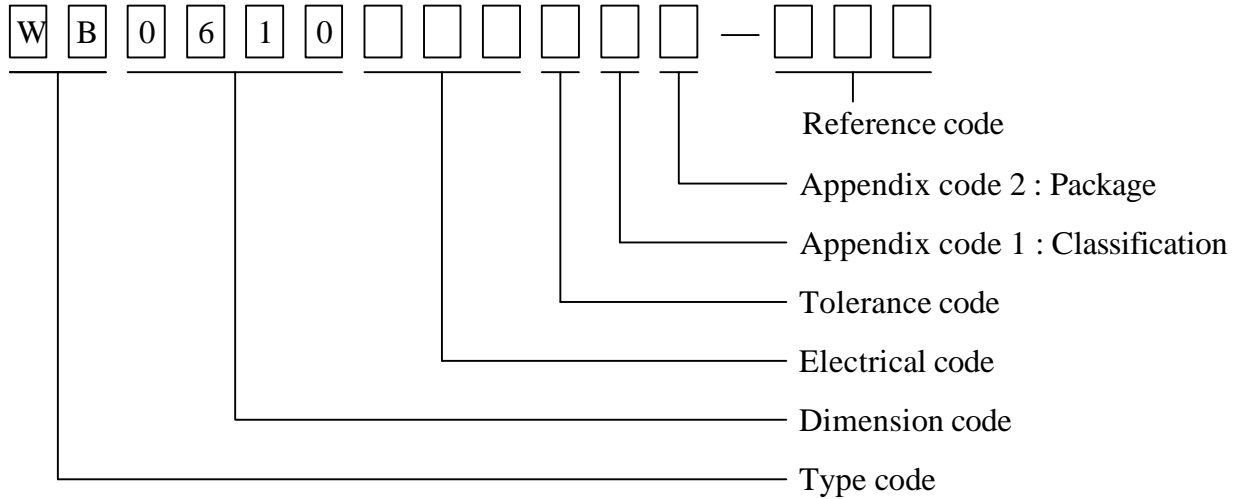 W B 0 6 1 0 —
Reference code
Appendix code 2 : Package
Appendix code 1 : Classification
Tolerance code
Electrical code
Dimension code
Type code